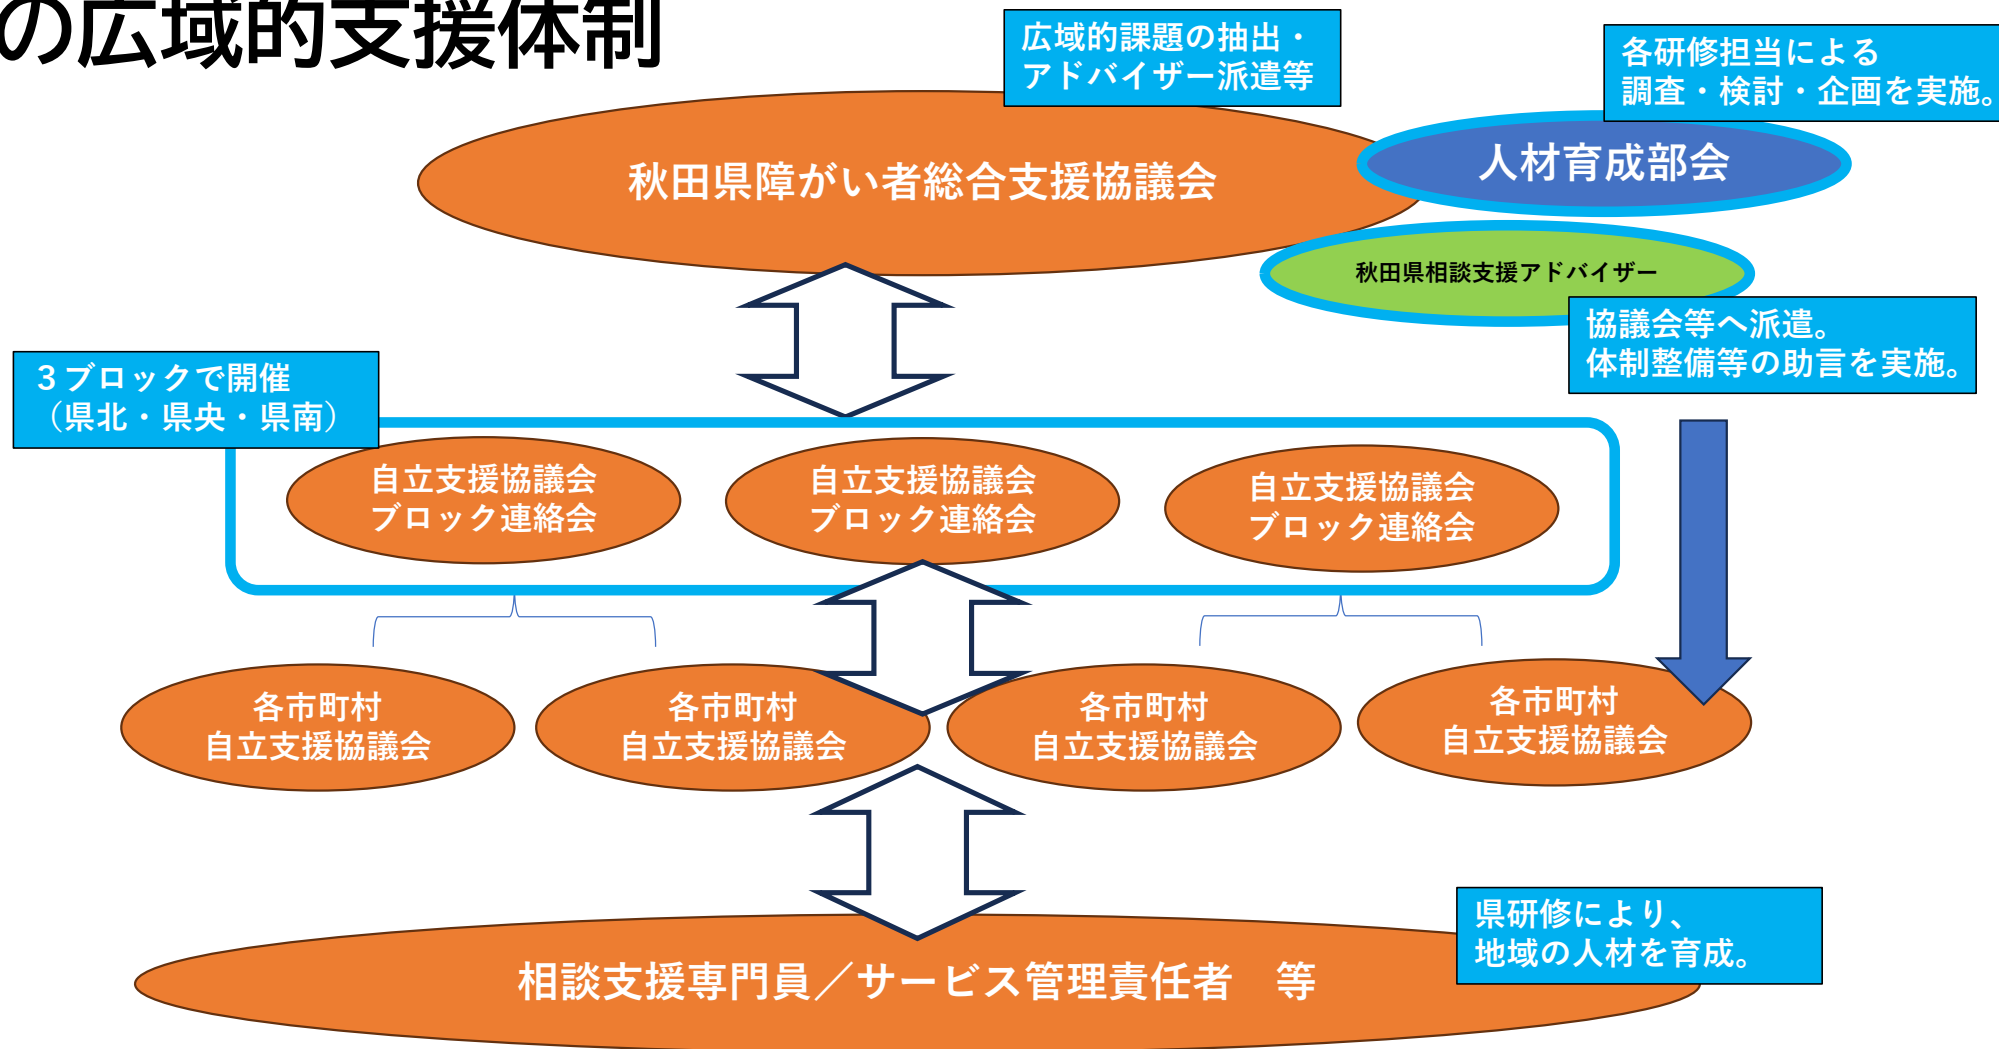 の広域的支援体制
広域的課題の抽出・
アドバイザー派遣等
各研修担当による
調査・検討・企画を実施。
秋田県障がい者総合支援協議会
人材育成部会
秋田県相談支援アドバイザー
協議会等へ派遣。
体制整備等の助言を実施。
３ブロックで開催
（県北・県央・県南）
自立支援協議会
ブロック連絡会
自立支援協議会
ブロック連絡会
自立支援協議会
ブロック連絡会
各市町村
自立支援協議会
各市町村
自立支援協議会
各市町村
自立支援協議会
各市町村
自立支援協議会
県研修により、
地域の人材を育成。
相談支援専門員／サービス管理責任者　等